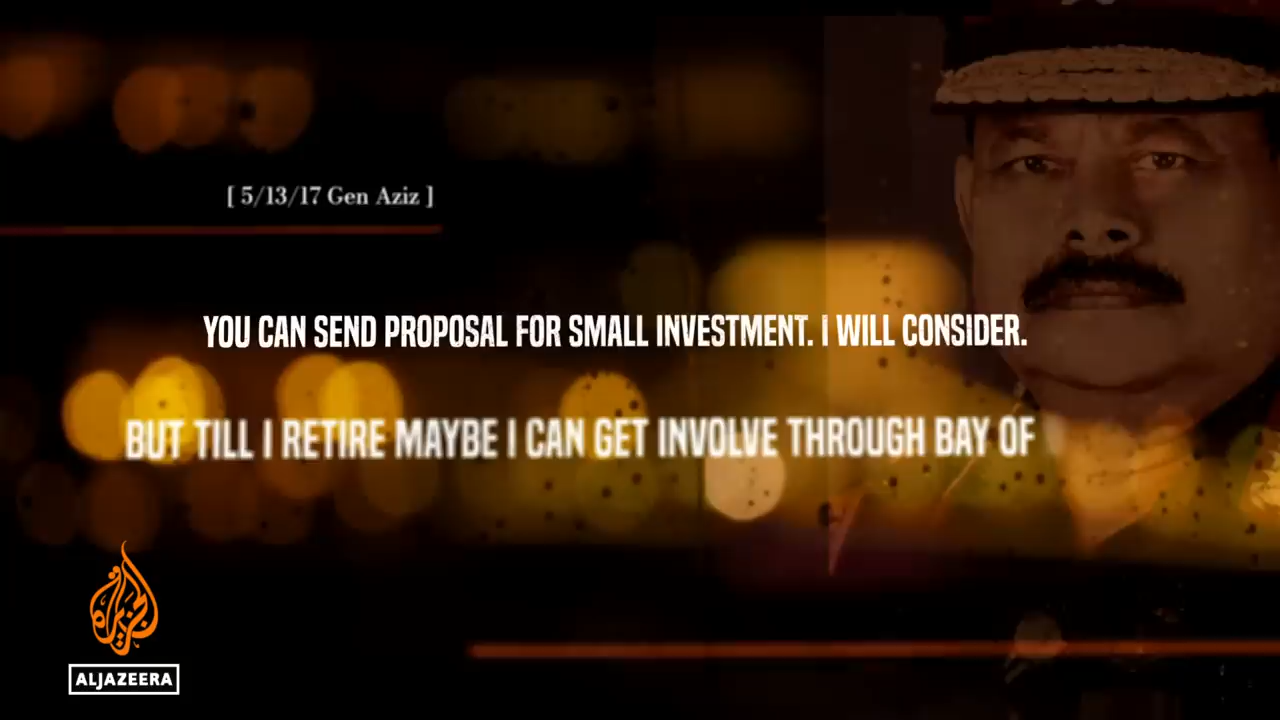 [ 5/13/17 Gen Aziz ]
YOU CAN SEND PROPOSAL FOR SMALL INVESTMENT. I WILL CONSIDER.
BUT TILL I RETIRE MAYBE I CAN GET INVOLVE THROUGH BAY OF
الجزيرة
ALJAZEERA